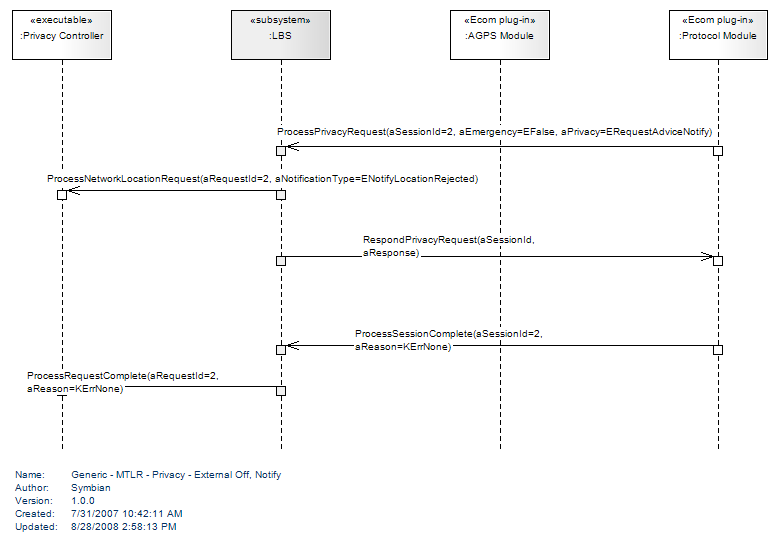 «executable»
:Privacy Controller
«subsystem»
:LBS
«Ecom plug-in»
:AGPS Module
«Ecom plug-in»
:Protocol Module
ProcessPrivacyRequest(aSessionId=2, aEmergency=EFalse, aPrivacy=ERequestAdviceNotify)
ProcessNetworkLocationRequest(aRequestId=2, aNotificationType=ENotifyLocationRejected)
RespondPrivacyRequest(aSessionId,
aResponse)
ProcessSessionComplete(aSessionId=2,
aReason=KErrNone)
ProcessRequestComplete(aRequestId=2,
aReason=KErrNone)
Name: Generic - MTLR - Privacy - External Off, Notify
Author: Symbian
Version: 1.0.0
Created: 7/31/2007 10:42:11 AM
Updated: 8/28/2008 2:58:13 PM